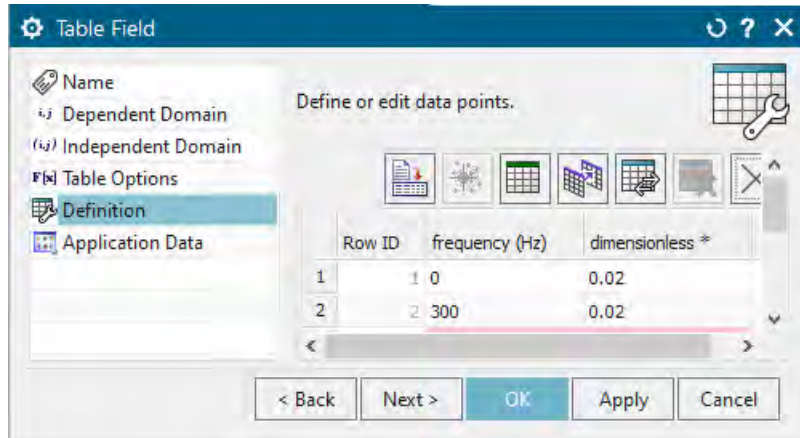 Table Field
Name
i,j Dependent Domain
(i,j) Independent Domain
F[x] Table Options
Definition
Application Data
Define or edit data points.
Row ID frequency (Hz) dimensionless *
1 1 0 0.02
2 2 300 0.02
< Back Next > OK Apply Cancel